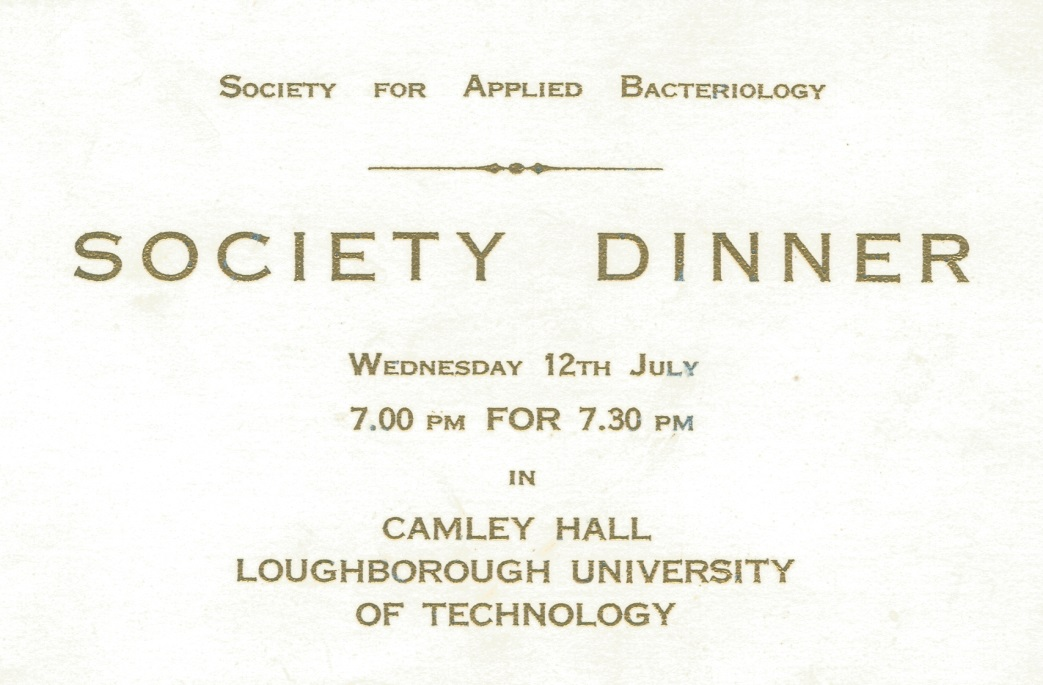 Society for Applied Bacteriology
SOCIETY DINNER
Wednesday 12th July
7.00 pm FOR 7.30 pm
IN
CAMLEY HALL
LOUGHBOROUGH UNIVERSITY
OF TECHNOLOGY